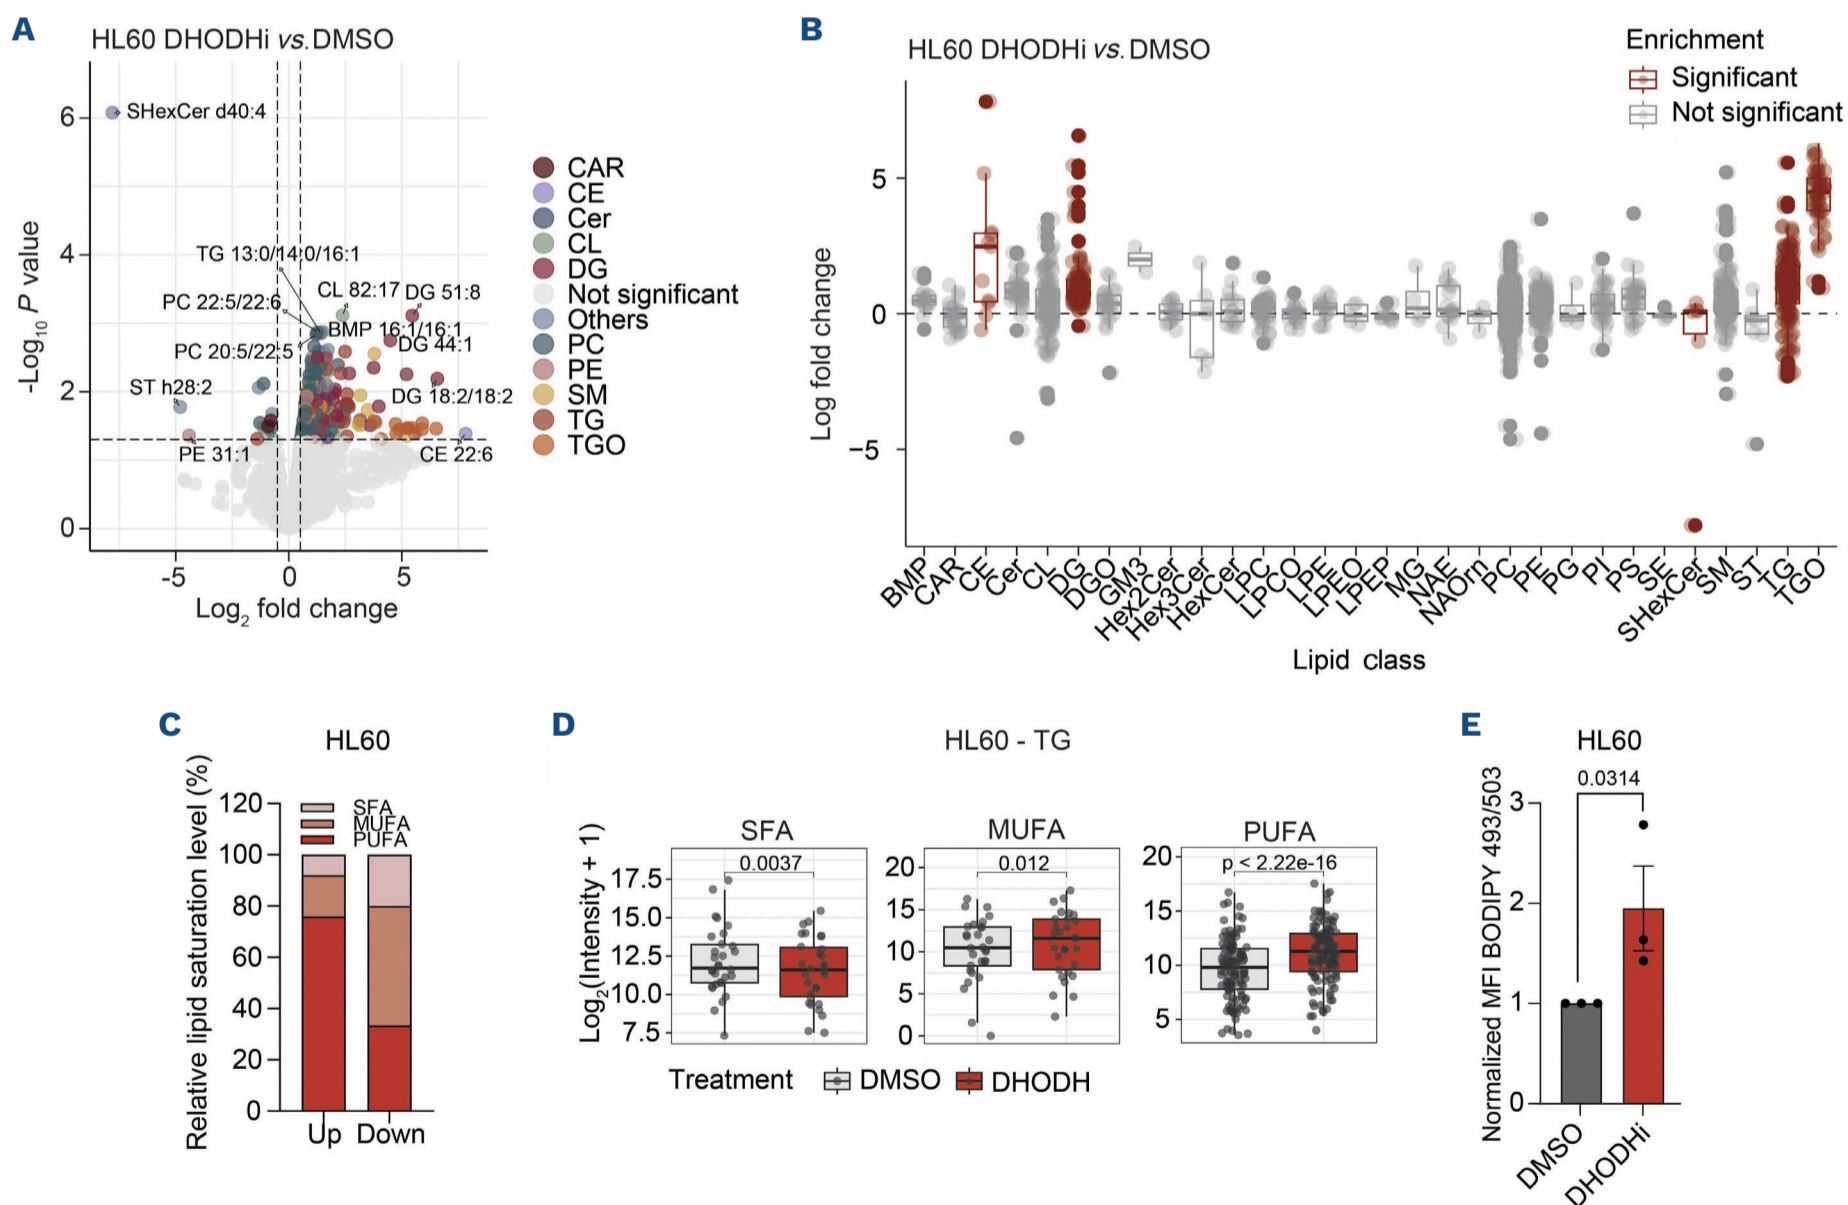 A
HL60 DHODHi vs. DMSO
-Log10 P value
6
4
2
0
-5
0
5
Log2 fold change
SHexCer d40:4
TG 13:0/14:0/16:1
CL 82:17
DG 51:8
PC 22:5/22:6
BMP 16:1/16:1
PC 20:5/22:5
DG 44:1
ST h28:2
DG 18:2/18:2
PE 31:1
CE 22:6
CAR
CE
Cer
CL
DG
Not significant
Others
PC
PE
SM
TG
TGO
B
HL60 DHODHi vs. DMSO
Enrichment
Significant
Not significant
Log fold change
5
0
−5
BMP
CAR
CE
Cer
CL
DG
DGO
GM3
Hex2Cer
Hex3Cer
HexCer
LPC
LPCO
LPE
LPEO
LPEP
MG
NAE
NAOrn
PC
PE
PG
PI
PS
SE
SHexCer
SM
ST
TG
TGO
Lipid class
C
HL60
Relative lipid saturation level (%)
120
100
80
60
40
20
0
SFA
MUFA
PUFA
Up
Down
D
HL60 - TG
Log2(Intensity + 1)
SFA
0.0037
17.5
15.0
12.5
10.0
7.5
MUFA
0.012
20
15
10
5
0
PUFA
p < 2.22e-16
20
15
10
5
Treatment
DMSO
DHODH
E
HL60
Normalized MFI BODIPY 493/503
0.0314
3
2
1
0
DMSO
DHODHi